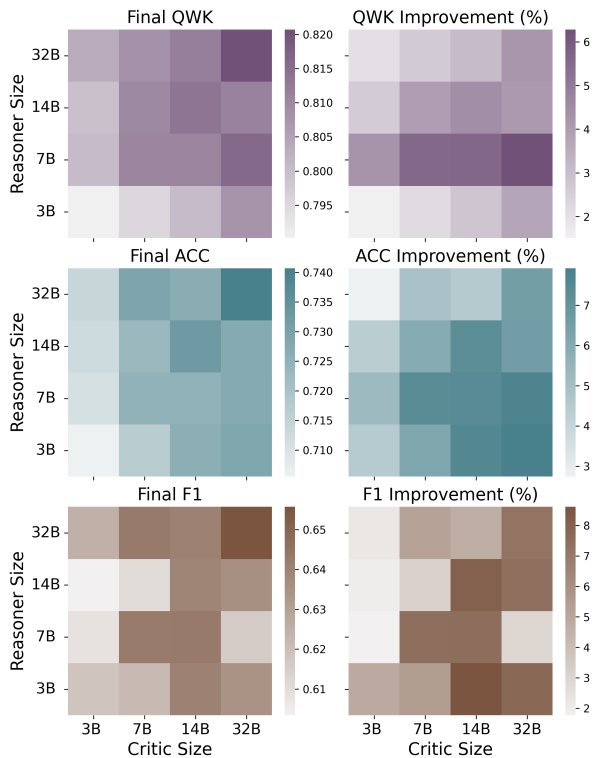 Final QWK
QWK Improvement (%)
Reasoner Size
32B
14B
7B
3B
0.820
0.815
0.810
0.805
0.800
0.795
6
5
4
3
2
Final ACC
ACC Improvement (%)
Reasoner Size
32B
14B
7B
3B
0.740
0.735
0.730
0.725
0.720
0.715
0.710
7
6
5
4
3
Final F1
F1 Improvement (%)
Reasoner Size
32B
14B
7B
3B
0.65
0.64
0.63
0.62
0.61
8
7
6
5
4
3
2
3B 7B 14B 32B
3B 7B 14B 32B
Critic Size
Critic Size